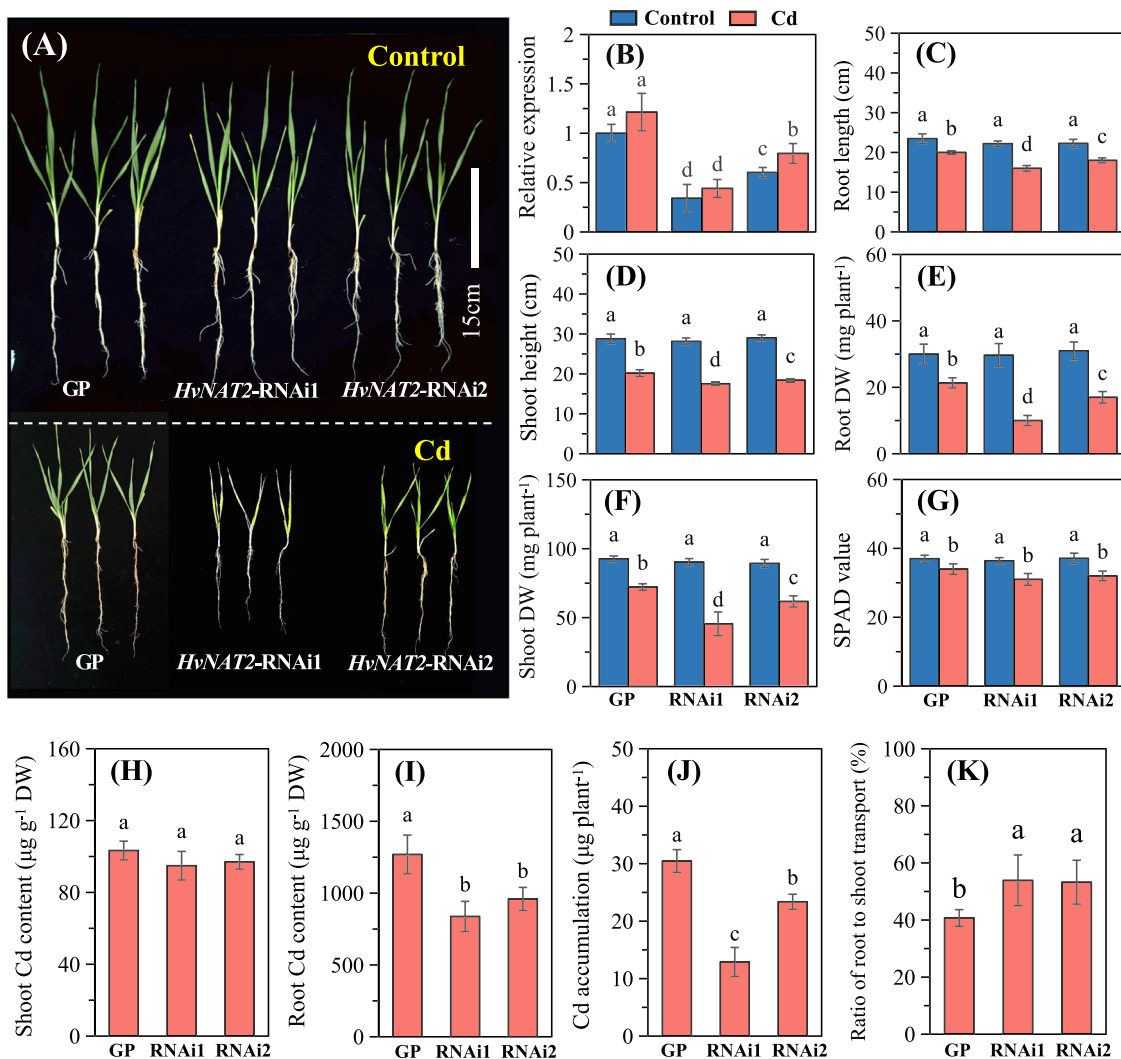 Control Cd
(A)
Control
15cm
GP HvNAT2-RNAi1 HvNAT2-RNAi2
Cd
GP HvNAT2-RNAi1 HvNAT2-RNAi2
(B)
Relative expression
2
1.5
1
0.5
0
a a d d c b
(C)
Root length (cm)
50
40
30
20
10
0
a b a d a c
(D)
Shoot height (cm)
50
40
30
20
10
0
a b a d a c
(E)
Root DW (mg plant⁻¹)
60
40
20
0
a b a d a c
(F)
Shoot DW (mg plant⁻¹)
150
100
50
0
a b a d a c
GP RNAi1 RNAi2
(G)
SPAD value
60
40
20
0
a b a b a b
GP RNAi1 RNAi2
(H)
Shoot Cd content (µg g⁻¹ DW)
160
120
80
40
0
a a a
GP RNAi1 RNAi2
(I)
Root Cd content (µg g⁻¹ DW)
2000
1500
1000
500
0
a b b
GP RNAi1 RNAi2
(J)
Cd accumulation (µg plant⁻¹)
50
40
30
20
10
0
a c b
GP RNAi1 RNAi2
(K)
Ratio of root to shoot transport (%)
100
80
60
40
20
0
b a a
GP RNAi1 RNAi2